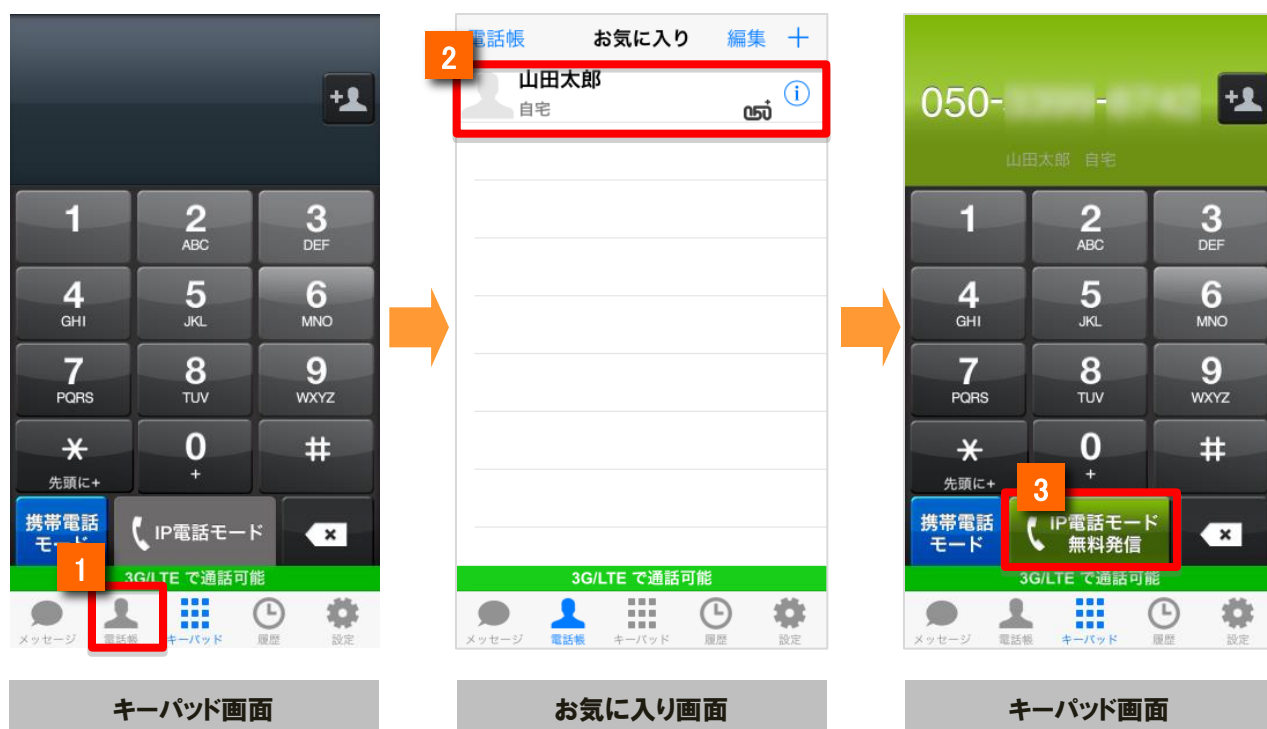 1
2
ABC
3
DEF
4
GHI
5
JKL
6
MNO
7
PQRS
8
TUV
9
WXYZ
先頭に+
0
+
#
携帯電話
モード
IP電話モード
1
3G/LTE で通話可能
メッセージ
電話帳
キーパッド
履歴
設定
キーパッド画面
2
電話帳
お気に入り
編集
+
山田太郎
自宅
050+
3G/LTE で通話可能
メッセージ
電話帳
キーパッド
履歴
設定
お気に入り画面
050-
-
山田太郎 自宅
1
2
ABC
3
DEF
4
GHI
5
JKL
6
MNO
7
PQRS
8
TUV
9
WXYZ
先頭に+
0
+
#
3
携帯電話
モード
IP電話モード
無料発信
3G/LTE で通話可能
メッセージ
電話帳
キーパッド
履歴
設定
キーパッド画面